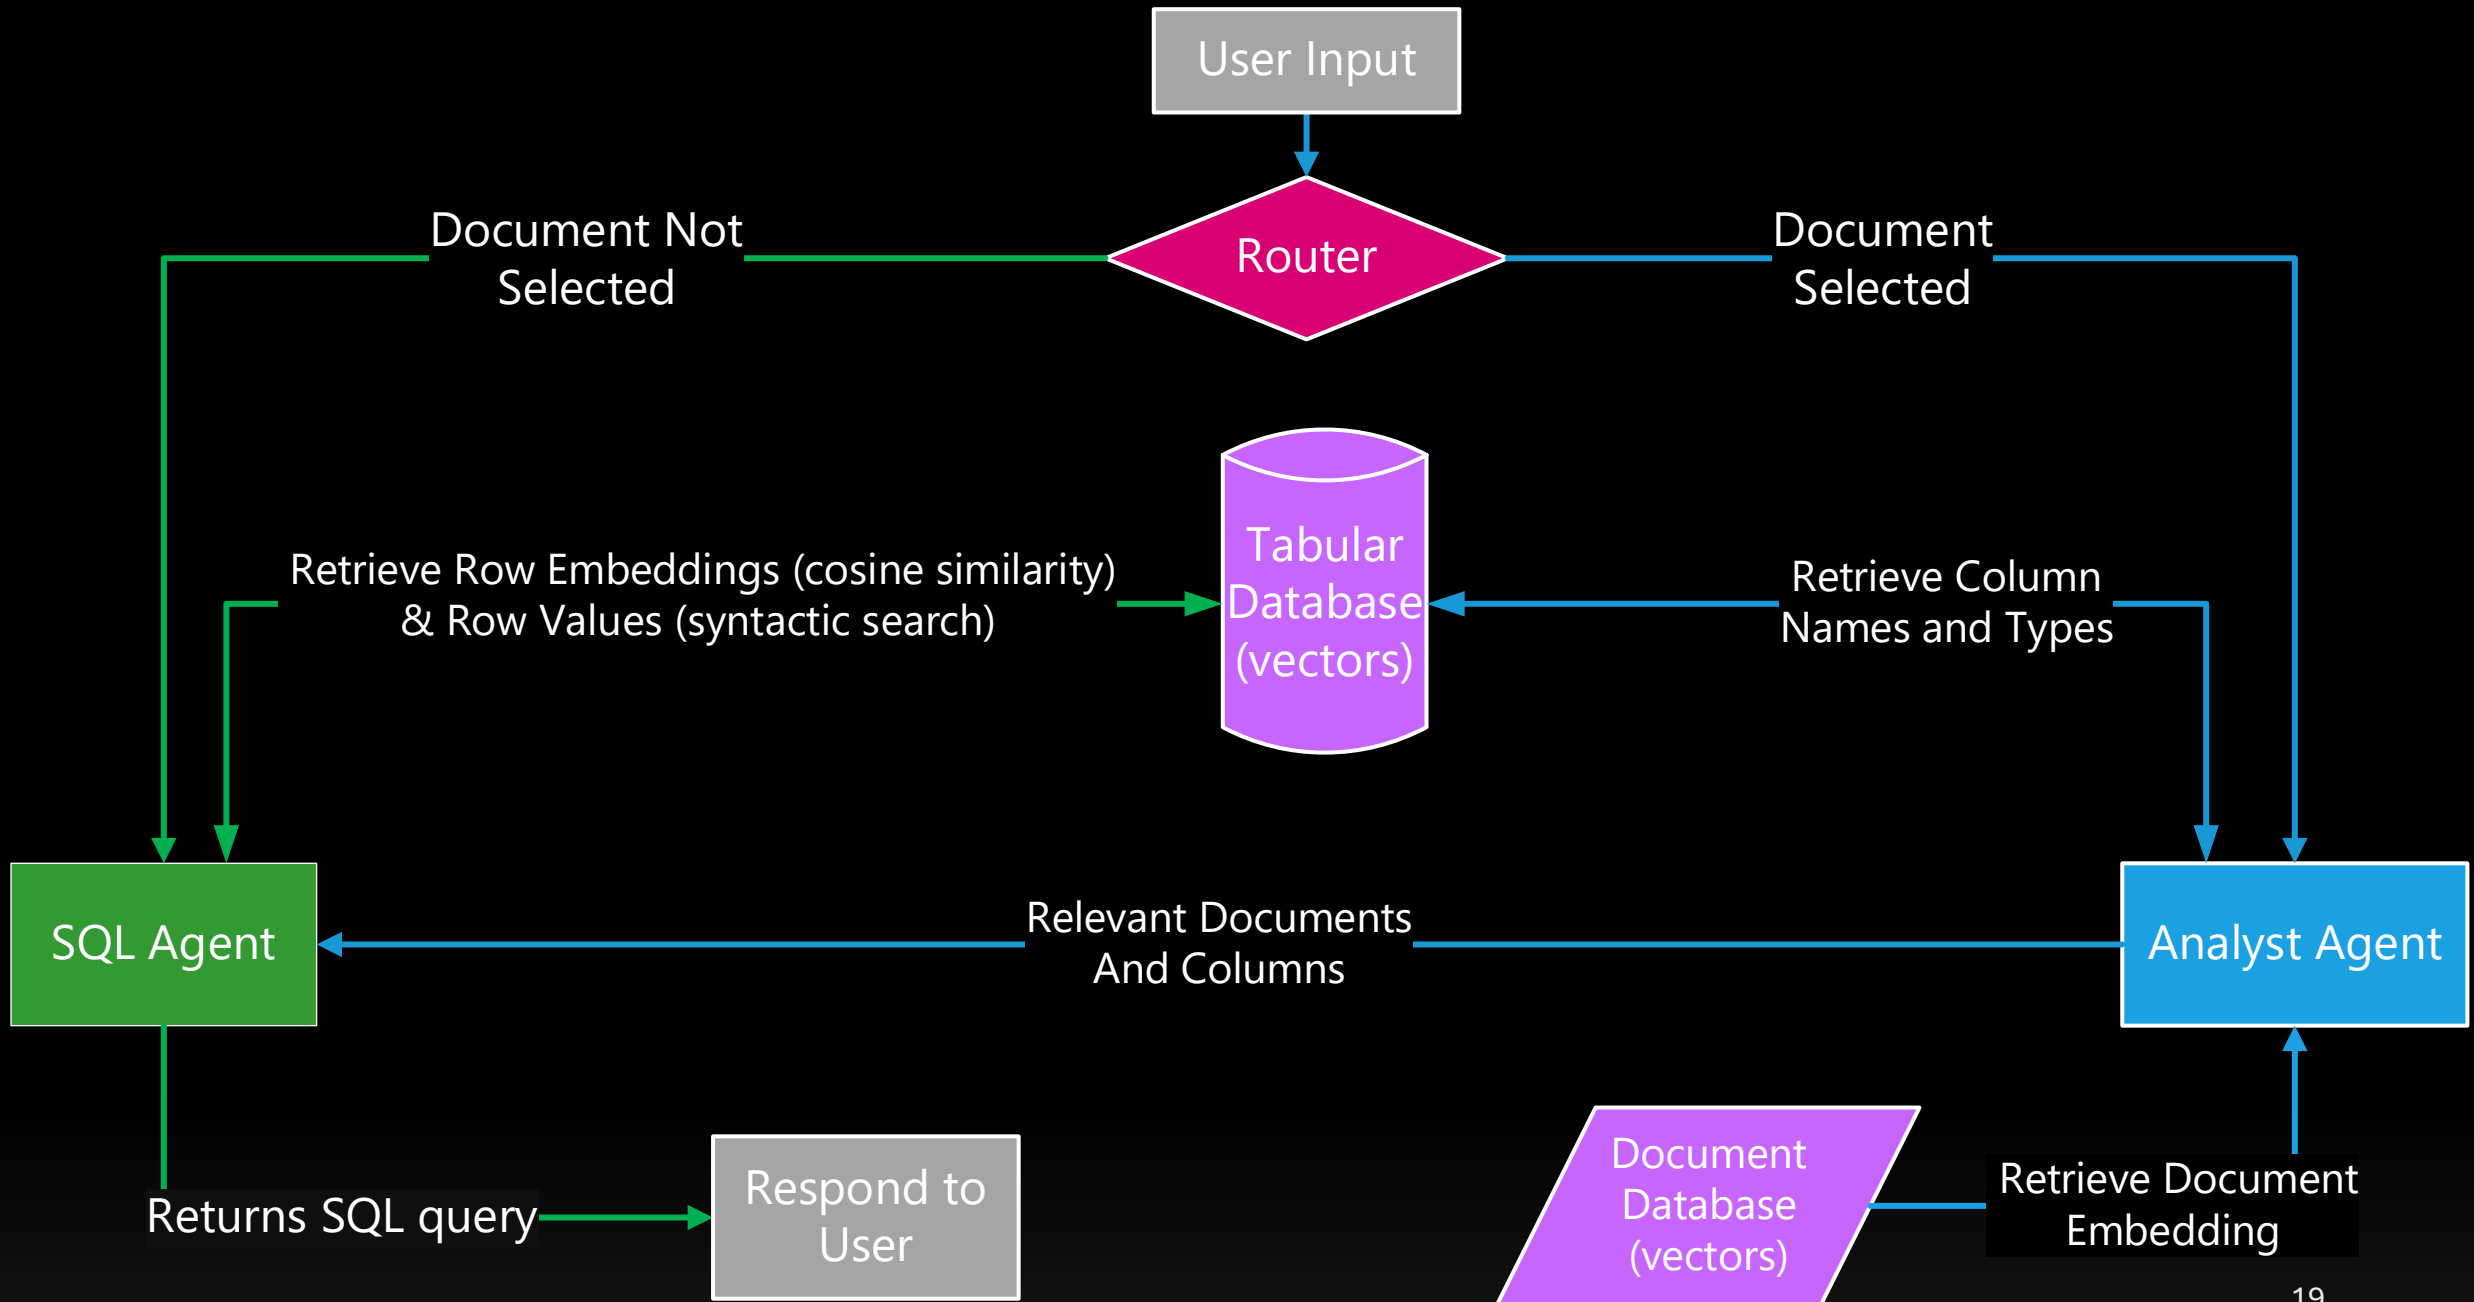 User Input
Document Not
Selected
Router
Document
Selected
Tabular
Database
(vectors)
Retrieve Row Embeddings (cosine similarity)
& Row Values (syntactic search)
Retrieve Column
Names and Types
SQL Agent
Relevant Documents
And Columns
Analyst Agent
Returns SQL query
Respond to
User
Document
Database
(vectors)
Retrieve Document
Embedding
19